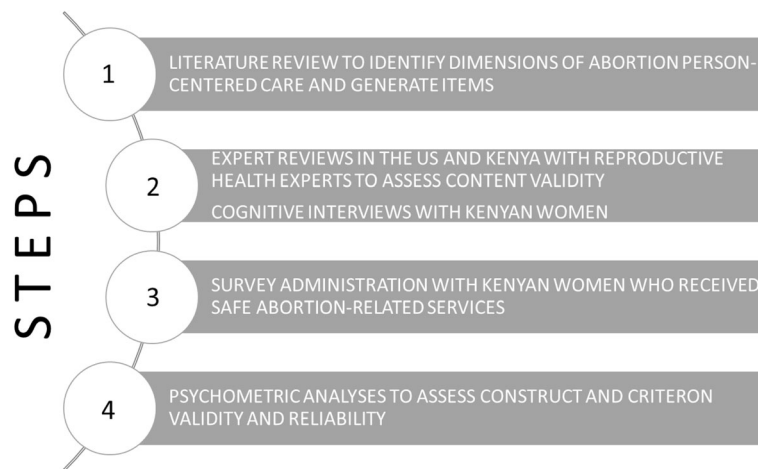 STEPS
1
LITERATURE REVIEW TO IDENTIFY DIMENSIONS OF ABORTION PERSON-
CENTERED CARE AND GENERATE ITEMS
2
EXPERT REVIEWS IN THE US AND KENYA WITH REPRODUCTIVE
HEALTH EXPERTS TO ASSESS CONTENT VALIDITY
COGNITIVE INTERVIEWS WITH KENYAN WOMEN
3
SURVEY ADMINISTRATION WITH KENYAN WOMEN WHO RECEIVED
SAFE ABORTION-RELATED SERVICES
4
PSYCHOMETRIC ANALYSES TO ASSESS CONSTRUCT AND CRITERON
VALIDITY AND RELIABILITY